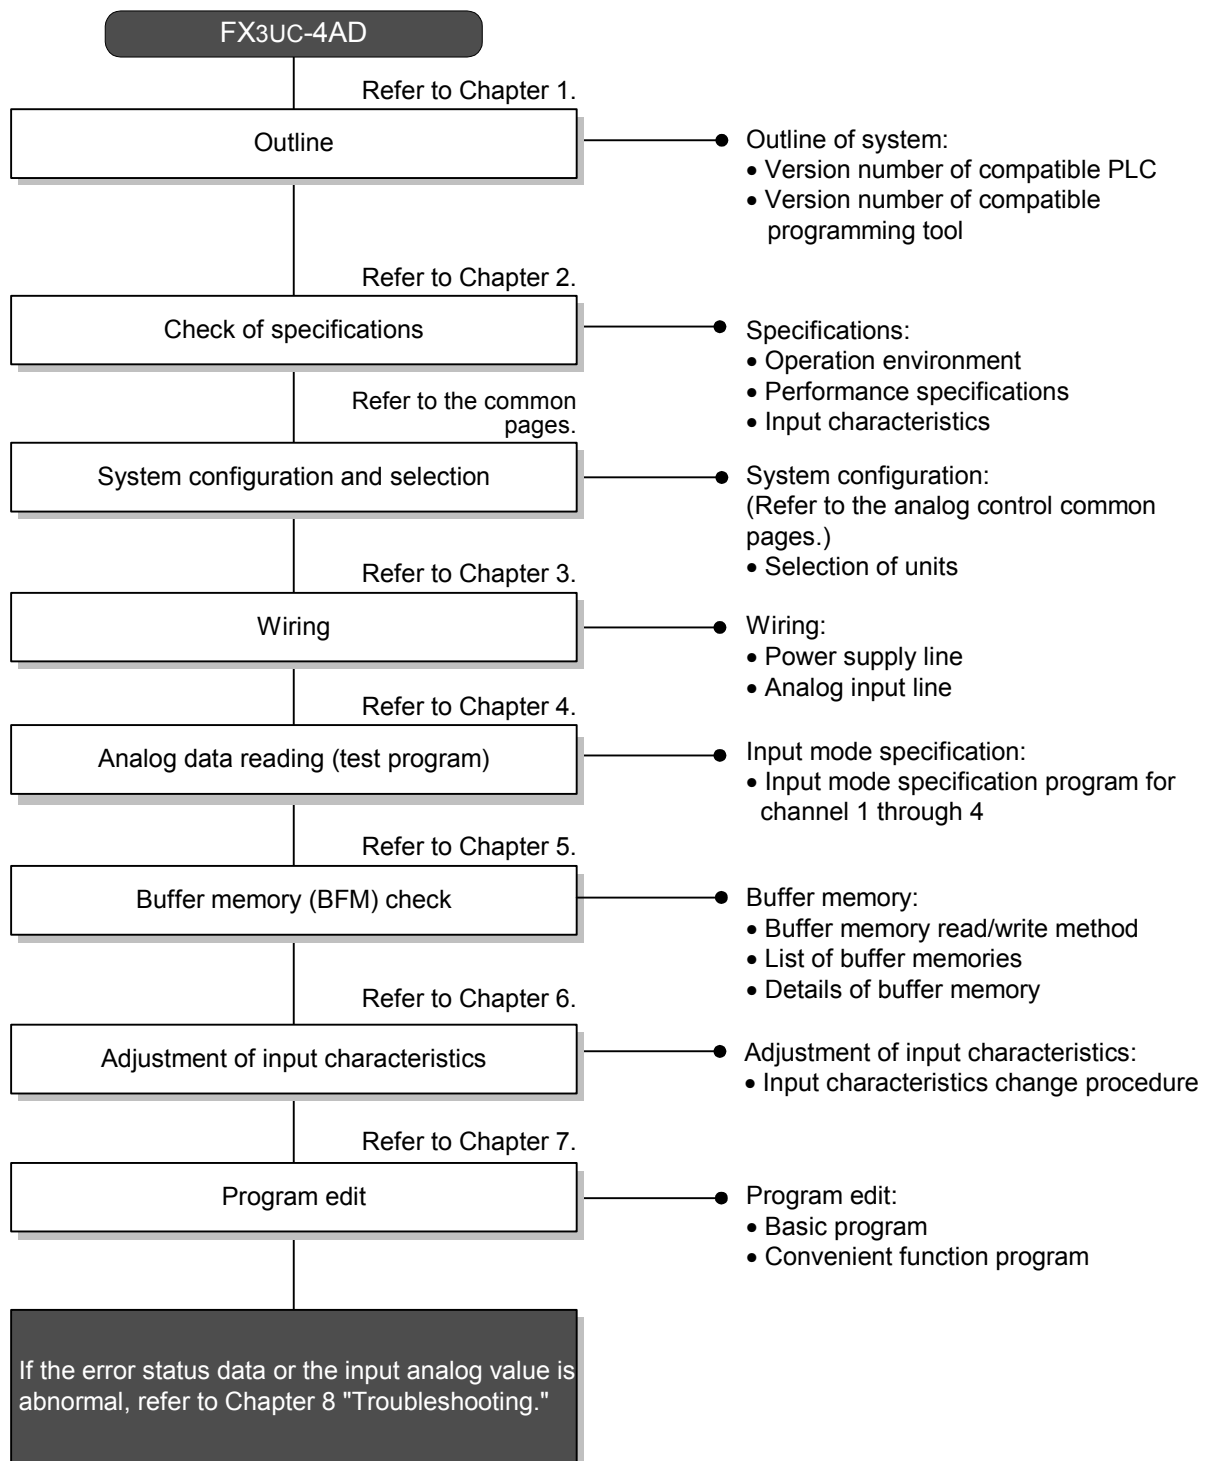 FX3UC-4AD
Refer to Chapter 1.
Outline
Outline of system:
• Version number of compatible PLC
• Version number of compatible
programming tool
Refer to Chapter 2.
Check of specifications
Specifications:
• Operation environment
• Performance specifications
• Input characteristics
Refer to the common
pages.
System configuration and selection
System configuration:
(Refer to the analog control common
pages.)
• Selection of units
Refer to Chapter 3.
Wiring
Wiring:
• Power supply line
• Analog input line
Refer to Chapter 4.
Analog data reading (test program)
Input mode specification:
• Input mode specification program for
channel 1 through 4
Refer to Chapter 5.
Buffer memory (BFM) check
Buffer memory:
• Buffer memory read/write method
• List of buffer memories
• Details of buffer memory
Refer to Chapter 6.
Adjustment of input characteristics
Adjustment of input characteristics:
• Input characteristics change procedure
Refer to Chapter 7.
Program edit
Program edit:
• Basic program
• Convenient function program
If the error status data or the input analog value is
abnormal, refer to Chapter 8 "Troubleshooting."